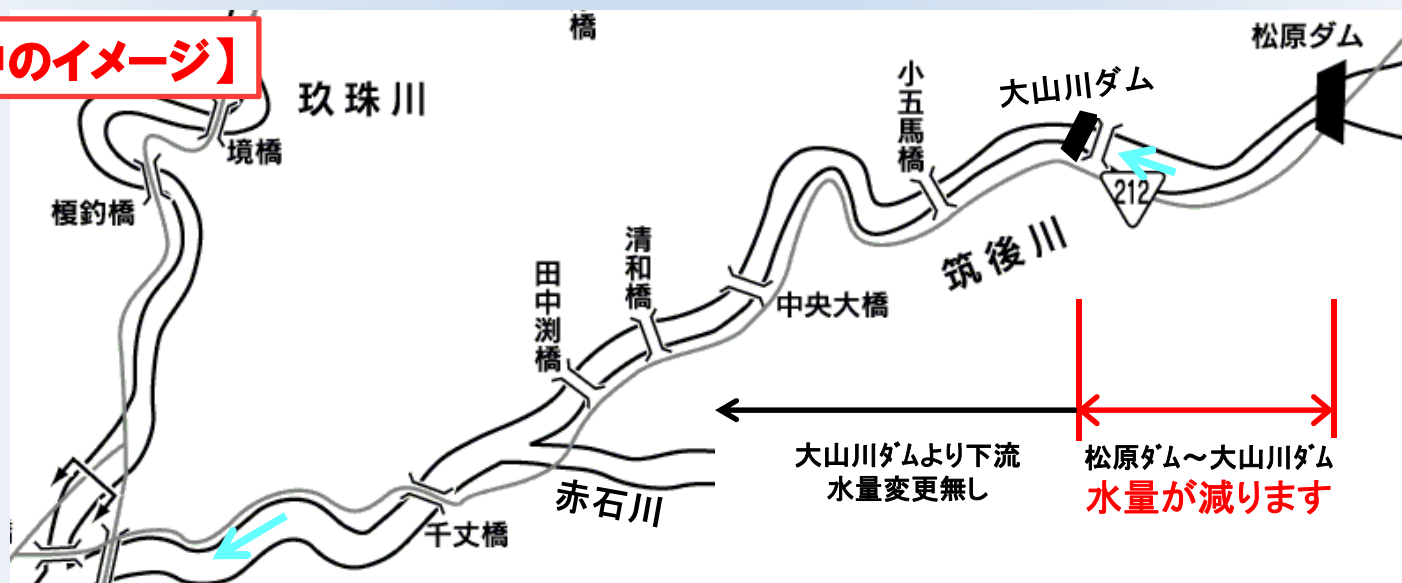 のイメージ】
橋
玖珠川
境橋
榎釣橋
松原ダム
大山川ダム
小五馬橋
212
筑後川
清和橋
田中渕橋
中央大橋
大山川ダムより下流
水量変更無し
松原ダム～大山川ダム
水量が減ります
赤石川
千丈橋